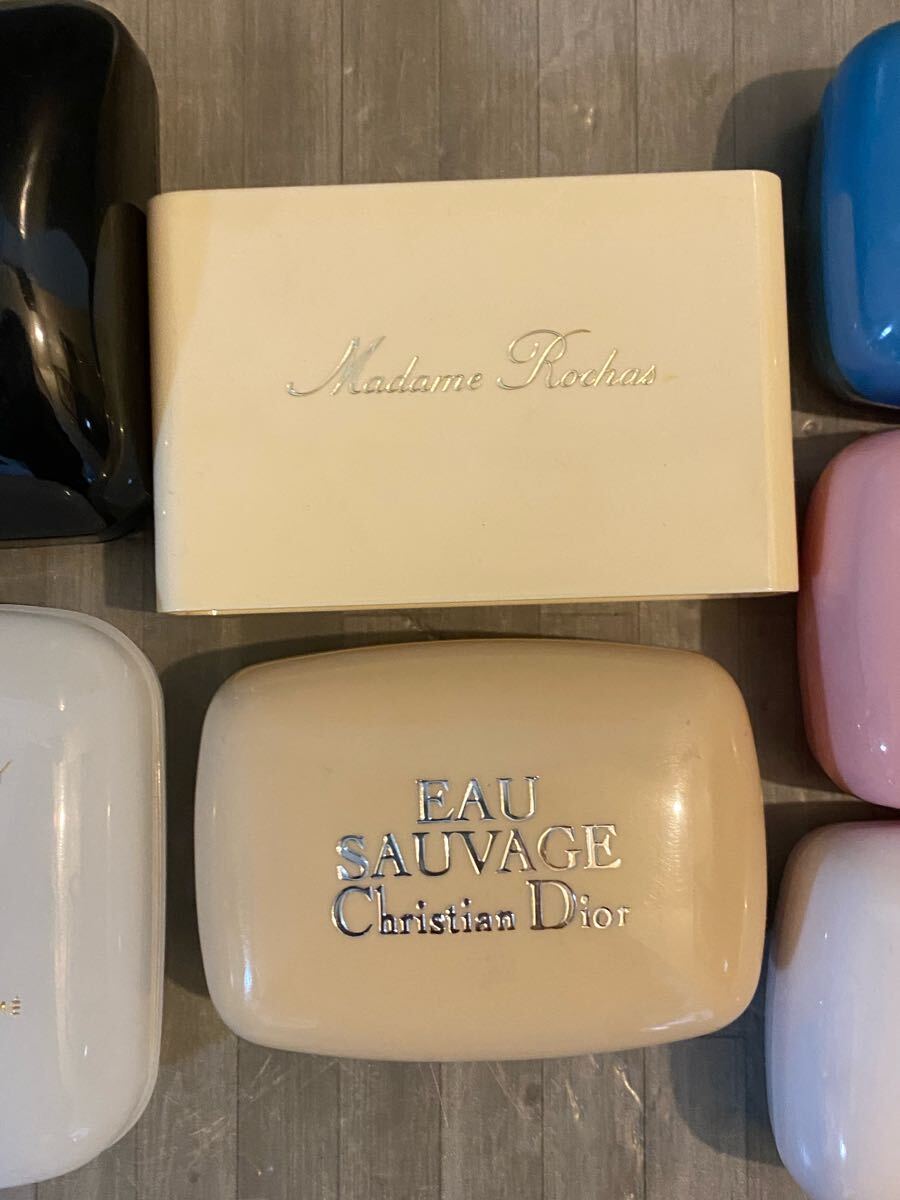 Madame Rochas
EAU
SAUVAGE
Christian Dior